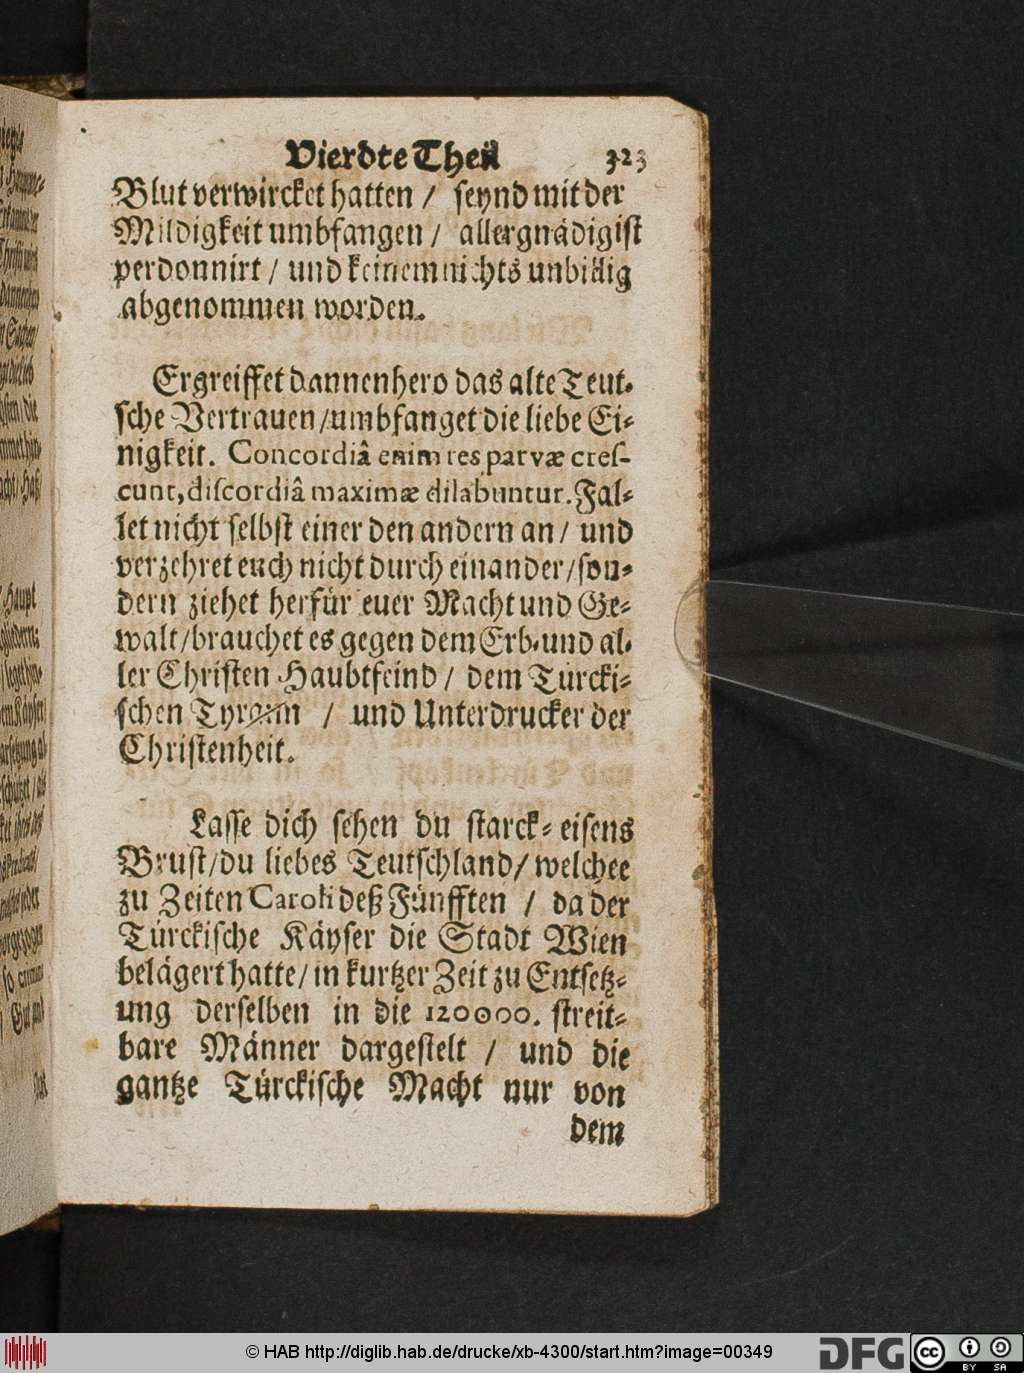 Vierdte Theil 323
Blut verwircket hatten / seynd mit der
Mildigkeit umbfangen / allergnädigist
perdonnirt / und keinem nichts unbillig
abgenommen worden.
Ergreiffet dannenhero das alte Teut-
sche Vertrauen / umbfanget die liebe Ei-
nigkeit. Concordiâ enim res parvæ cres-
cunt, discordiâ maximæ dilabuntur. Fal-
let nicht selbst einer den andern an / und
verzehret euch nicht durch einander / son-
dern ziehet herfür euer Macht und Ge-
walt / brauchet es gegen dem Erb- und al-
ler Christen Haubtfeind / dem Türcki-
schen Tyrann / und Unterdrucker der
Christenheit.
Lasse dich sehen du starck- eisens
Brust / du liebes Teutschland / welches
zu Zeiten Caroli deß Fünfften / da der
Türckische Käyser die Stadt Wien
belägert hatte / in kurtzer Zeit zu Entsetz-
ung derselben in die 120000. streit-
bare Männer dargestelt / und die
gantze Türckische Macht nur von
dem
© HAB http://diglib.hab.de/drucke/xb-4300/start.htm?image=00349
DFG
cc BY SA